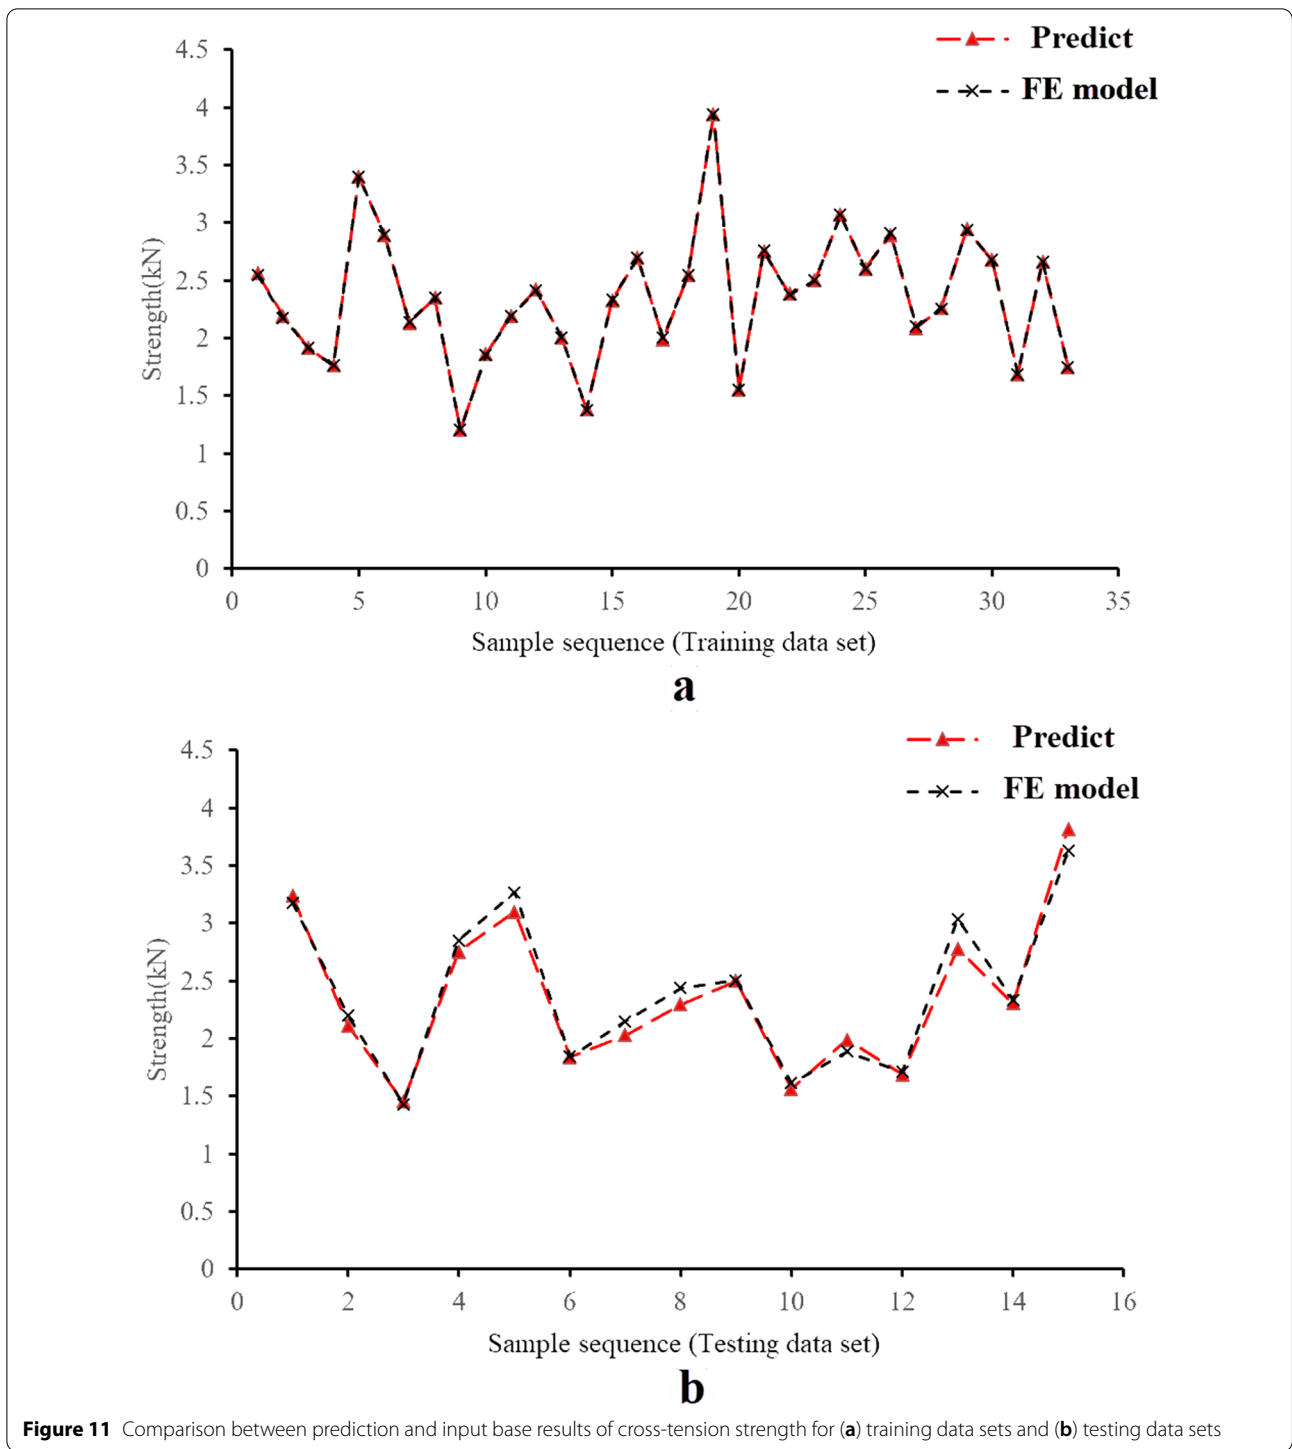 Predict
FE model
4.5
4
3.5
3
2.5
2
1.5
1
0.5
0
Strength(kN)
0 5 10 15 20 25 30 35
Sample sequence (Training data set)
a
Predict
FE model
4.5
4
3.5
3
2.5
2
1.5
1
0.5
0
Strength(kN)
0 2 4 6 8 10 12 14 16
Sample sequence (Testing data set)
b
Figure 11 Comparison between prediction and input base results of cross-tension strength for (a) training data sets and (b) testing data sets